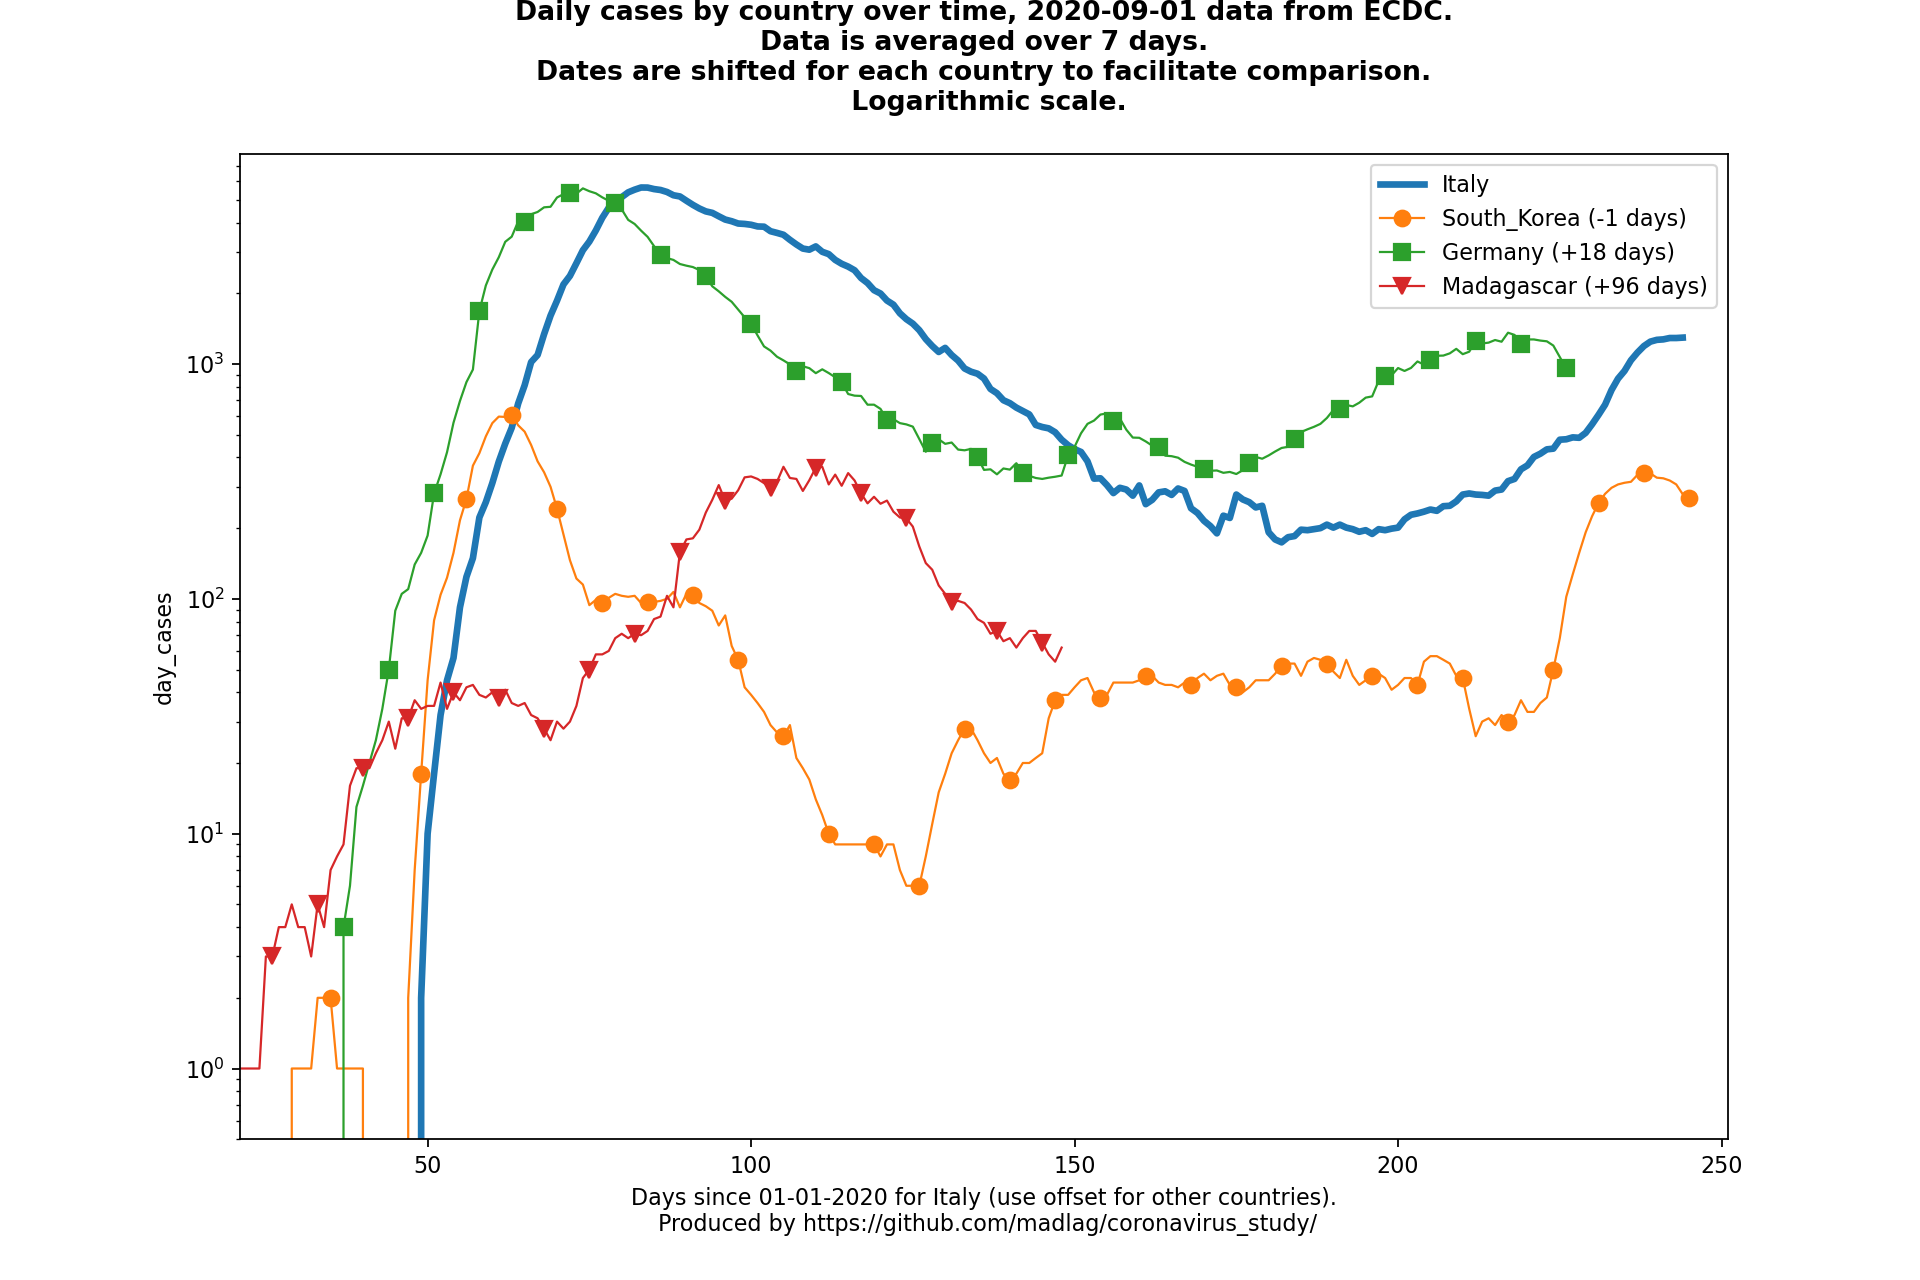 Daily cases by country over time, 2020-09-01 data from ECDC.
Data is averaged over 7 days.
Dates are shifted for each country to facilitate comparison.
Logarithmic scale.
Italy
South_Korea (-1 days)
Germany (+18 days)
Madagascar (+96 days)
day_cases
10³
10²
10¹
10⁰
50
100
150
200
250
Days since 01-01-2020 for Italy (use offset for other countries).
Produced by https://github.com/madlag/coronavirus_study/